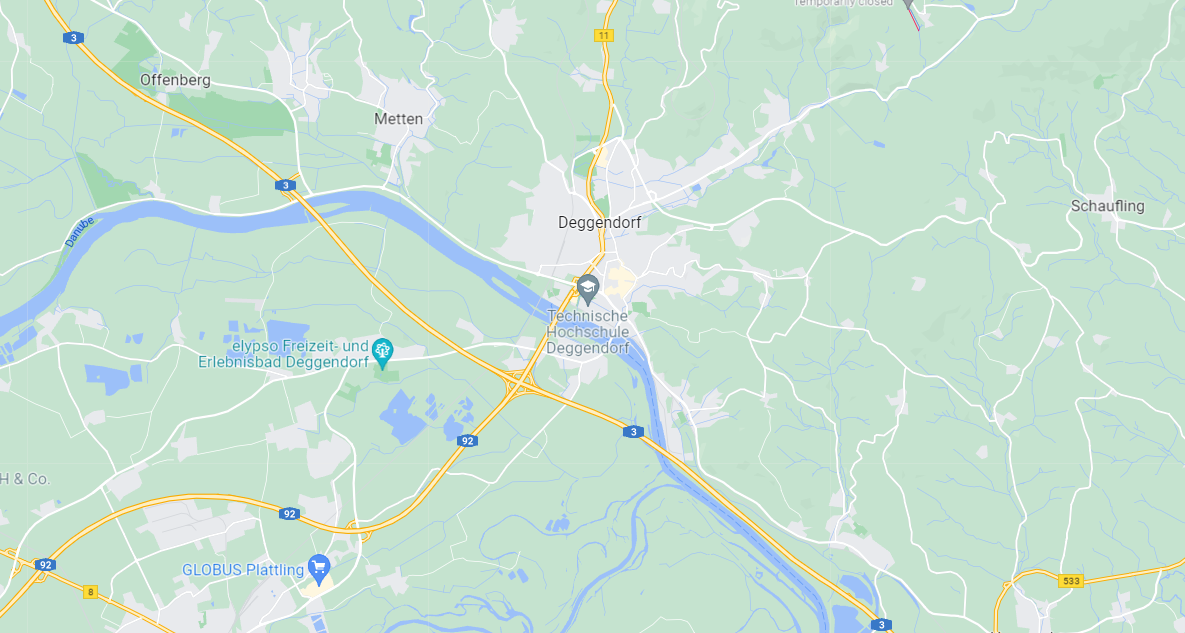 Temporarily closed
3
11
Offenberg
Metten
3
Schaufling
Danube
Deggendorf
Technische
Hochschule
Deggendorf
elypso Freizeit- und
Erlebnisbad Deggendorf
3
92
H & Co.
92
92
GLOBUS Plattling
8
533
3